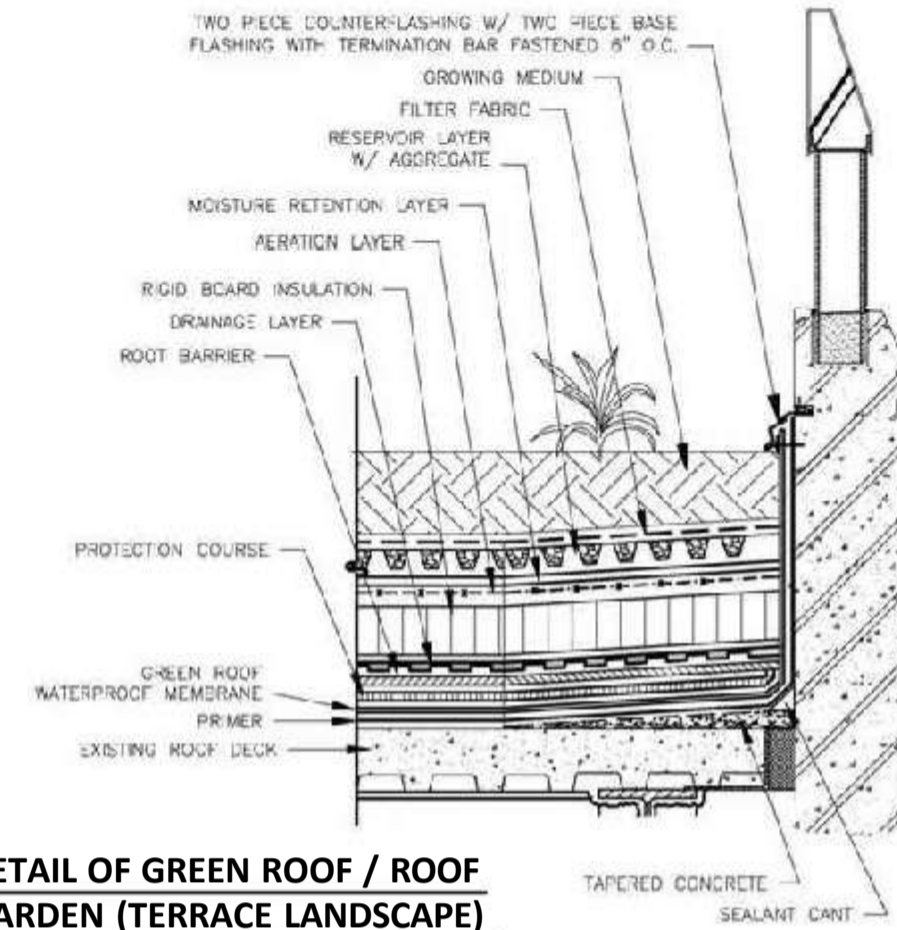 TWO PIECE COUNTERFLASHING W/ TWO PIECE BASE
FLASHING WITH TERMINATION BAR FASTENED 6" O.C.
GROWING MEDIUM
FILTER FABRIC
RESERVOIR LAYER
W/ AGGREGATE
MOISTURE RETENTION LAYER
AERATION LAYER
RIGID BOARD INSULATION
DRAINAGE LAYER
ROOT BARRIER
PROTECTION COURSE
GREEN ROOF
WATERPROOF MEMBRANE
PRIMER
EXISTING ROOF DECK
TAPERED CONCRETE
SEALANT CANT
ETAIL OF GREEN ROOF / ROOF
ARDEN (TERRACE LANDSCAPE)